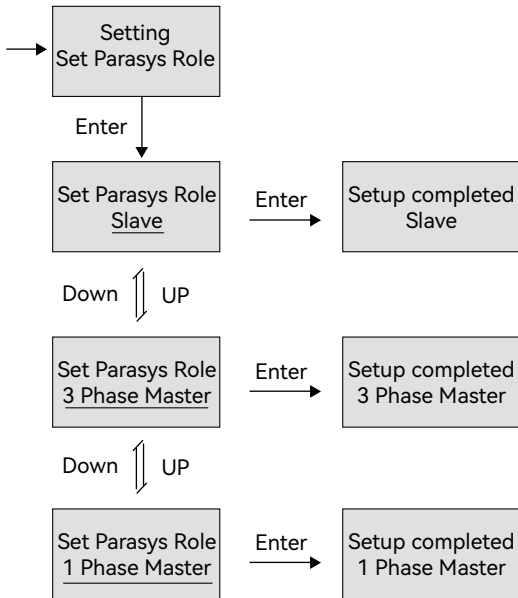 Setting
Set Parasys Role
Enter
Set Parasys Role
Slave
Enter
Setup completed
Slave
Down
UP
Set Parasys Role
3 Phase Master
Enter
Setup completed
3 Phase Master
Down
UP
Set Parasys Role
1 Phase Master
Enter
Setup completed
1 Phase Master